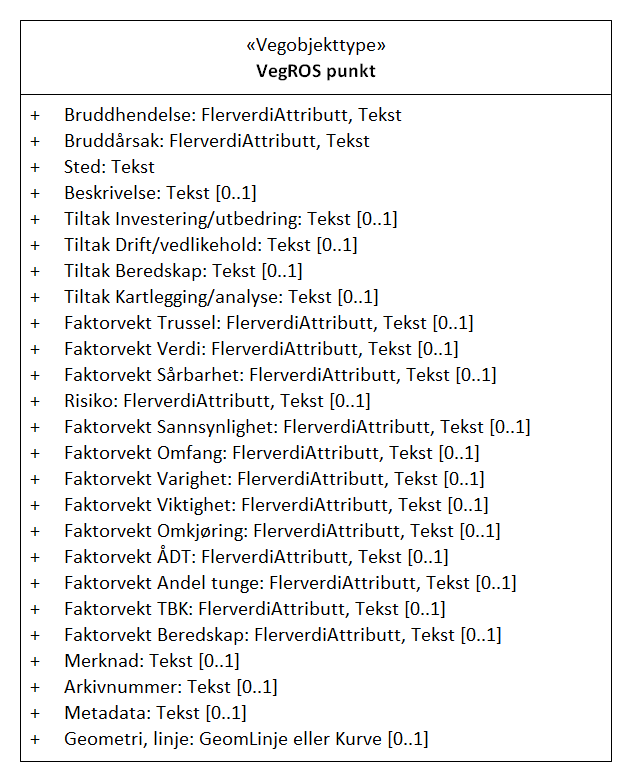 «Vegobjekttype»
VegROS punkt
+ Bruddhendelse: FlerverdiAttributt, Tekst
+ Bruddårsak: FlerverdiAttributt, Tekst
+ Sted: Tekst
+ Beskrivelse: Tekst [0..1]
+ Tiltak Investering/utbedring: Tekst [0..1]
+ Tiltak Drift/vedlikehold: Tekst [0..1]
+ Tiltak Beredskap: Tekst [0..1]
+ Tiltak Kartlegging/analyse: Tekst [0..1]
+ Faktorvekt Trussel: FlerverdiAttributt, Tekst [0..1]
+ Faktorvekt Verdi: FlerverdiAttributt, Tekst [0..1]
+ Faktorvekt Sårbarhet: FlerverdiAttributt, Tekst [0..1]
+ Risiko: FlerverdiAttributt, Tekst [0..1]
+ Faktorvekt Sannsynlighet: FlerverdiAttributt, Tekst [0..1]
+ Faktorvekt Omfang: FlerverdiAttributt, Tekst [0..1]
+ Faktorvekt Varighet: FlerverdiAttributt, Tekst [0..1]
+ Faktorvekt Viktighet: FlerverdiAttributt, Tekst [0..1]
+ Faktorvekt Omkjøring: FlerverdiAttributt, Tekst [0..1]
+ Faktorvekt ÅDT: FlerverdiAttributt, Tekst [0..1]
+ Faktorvekt Andel tunge: FlerverdiAttributt, Tekst [0..1]
+ Faktorvekt TBK: FlerverdiAttributt, Tekst [0..1]
+ Faktorvekt Beredskap: FlerverdiAttributt, Tekst [0..1]
+ Merknad: Tekst [0..1]
+ Arkivnummer: Tekst [0..1]
+ Metadata: Tekst [0..1]
+ Geometri, linje: GeomLinje eller Kurve [0..1]